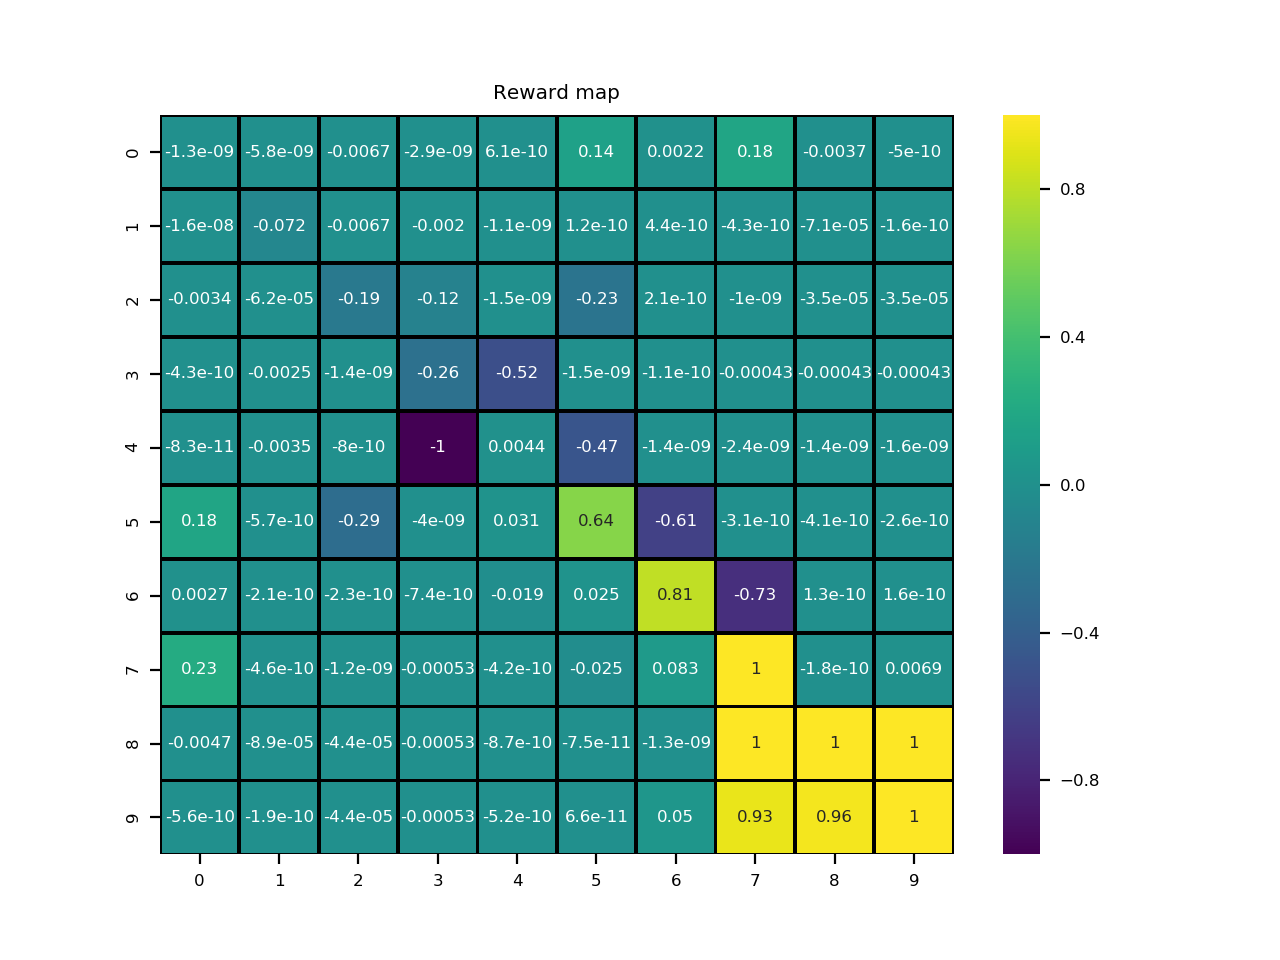 Reward map
0 -1.3e-09 -5.8e-09 -0.0067 -2.9e-09 6.1e-10 0.14 0.0022 0.18 -0.0037 -5e-10
1 -1.6e-08 -0.072 -0.0067 -0.002 -1.1e-09 1.2e-10 4.4e-10 -4.3e-10 -7.1e-05 -1.6e-10
2 -0.0034 -6.2e-05 -0.19 -0.12 -1.5e-09 -0.23 2.1e-10 -1e-09 -3.5e-05 -3.5e-05
3 -4.3e-10 -0.0025 -1.4e-09 -0.26 -0.52 -1.5e-09 -1.1e-10 -0.00043 -0.00043 -0.00043
4 -8.3e-11 -0.0035 -8e-10 -1 0.0044 -0.47 -1.4e-09 -2.4e-09 -1.4e-09 -1.6e-09
5 0.18 -5.7e-10 -0.29 -4e-09 0.031 0.64 -0.61 -3.1e-10 -4.1e-10 -2.6e-10
6 0.0027 -2.1e-10 -2.3e-10 -7.4e-10 -0.019 0.025 0.81 -0.73 1.3e-10 1.6e-10
7 0.23 -4.6e-10 -1.2e-09 -0.00053 -4.2e-10 -0.025 0.083 1 -1.8e-10 0.0069
8 -0.0047 -8.9e-05 -4.4e-05 -0.00053 -8.7e-10 -7.5e-11 -1.3e-09 1 1 1
9 -5.6e-10 -1.9e-10 -4.4e-05 -0.00053 -5.2e-10 6.6e-11 0.05 0.93 0.96 1
0 1 2 3 4 5 6 7 8 9
0.8
0.4
0.0
−0.4
−0.8